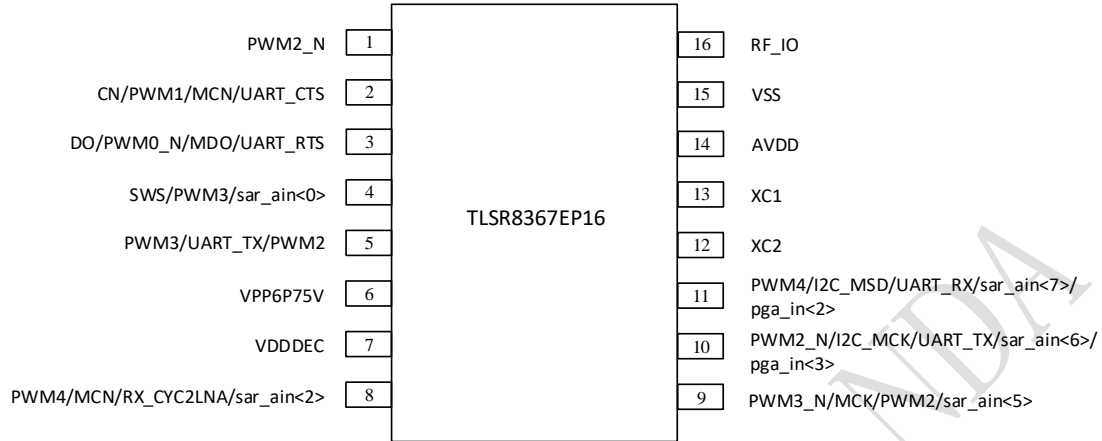 PWM2_N 1
16 RF_IO
CN/PWM1/MCN/UART_CTS 2
15 VSS
DO/PWM0_N/MDO/UART_RTS 3
14 AVDD
SWS/PWM3/sar_ain<0> 4
13 XC1
TLSR8367EP16
PWM3/UART_TX/PWM2 5
12 XC2
VPP6P75V 6
11 PWM4/I2C_MSD/UART_RX/sar_ain<7>/
pga_in<2>
VDDDEC 7
10 PWM2_N/I2C_MCK/UART_TX/sar_ain<6>/
pga_in<3>
PWM4/MCN/RX_CYC2LNA/sar_ain<2> 8
9 PWM3_N/MCK/PWM2/sar_ain<5>
NDA